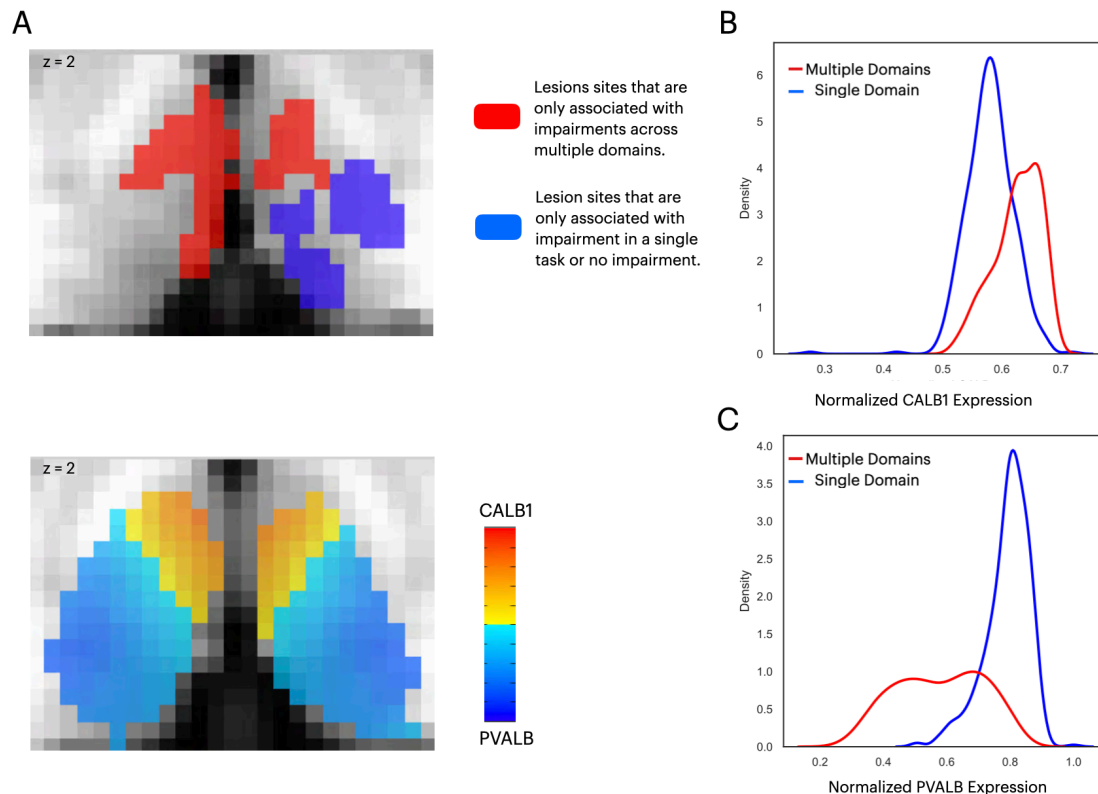 A
z = 2
Lesions sites that are
only associated with
impairments across
multiple domains.
Lesion sites that are
only associated with
impairment in a single
task or no impairment.
z = 2
CALB1
PVALB
B
Multiple Domains
Single Domain
Density
6
5
4
3
2
1
0
0.3
0.4
0.5
0.6
0.7
Normalized CALB1 Expression
C
Multiple Domains
Single Domain
Density
4.0
3.5
3.0
2.5
2.0
1.5
1.0
0.5
0.0
0.2
0.4
0.6
0.8
1.0
Normalized PVALB Expression